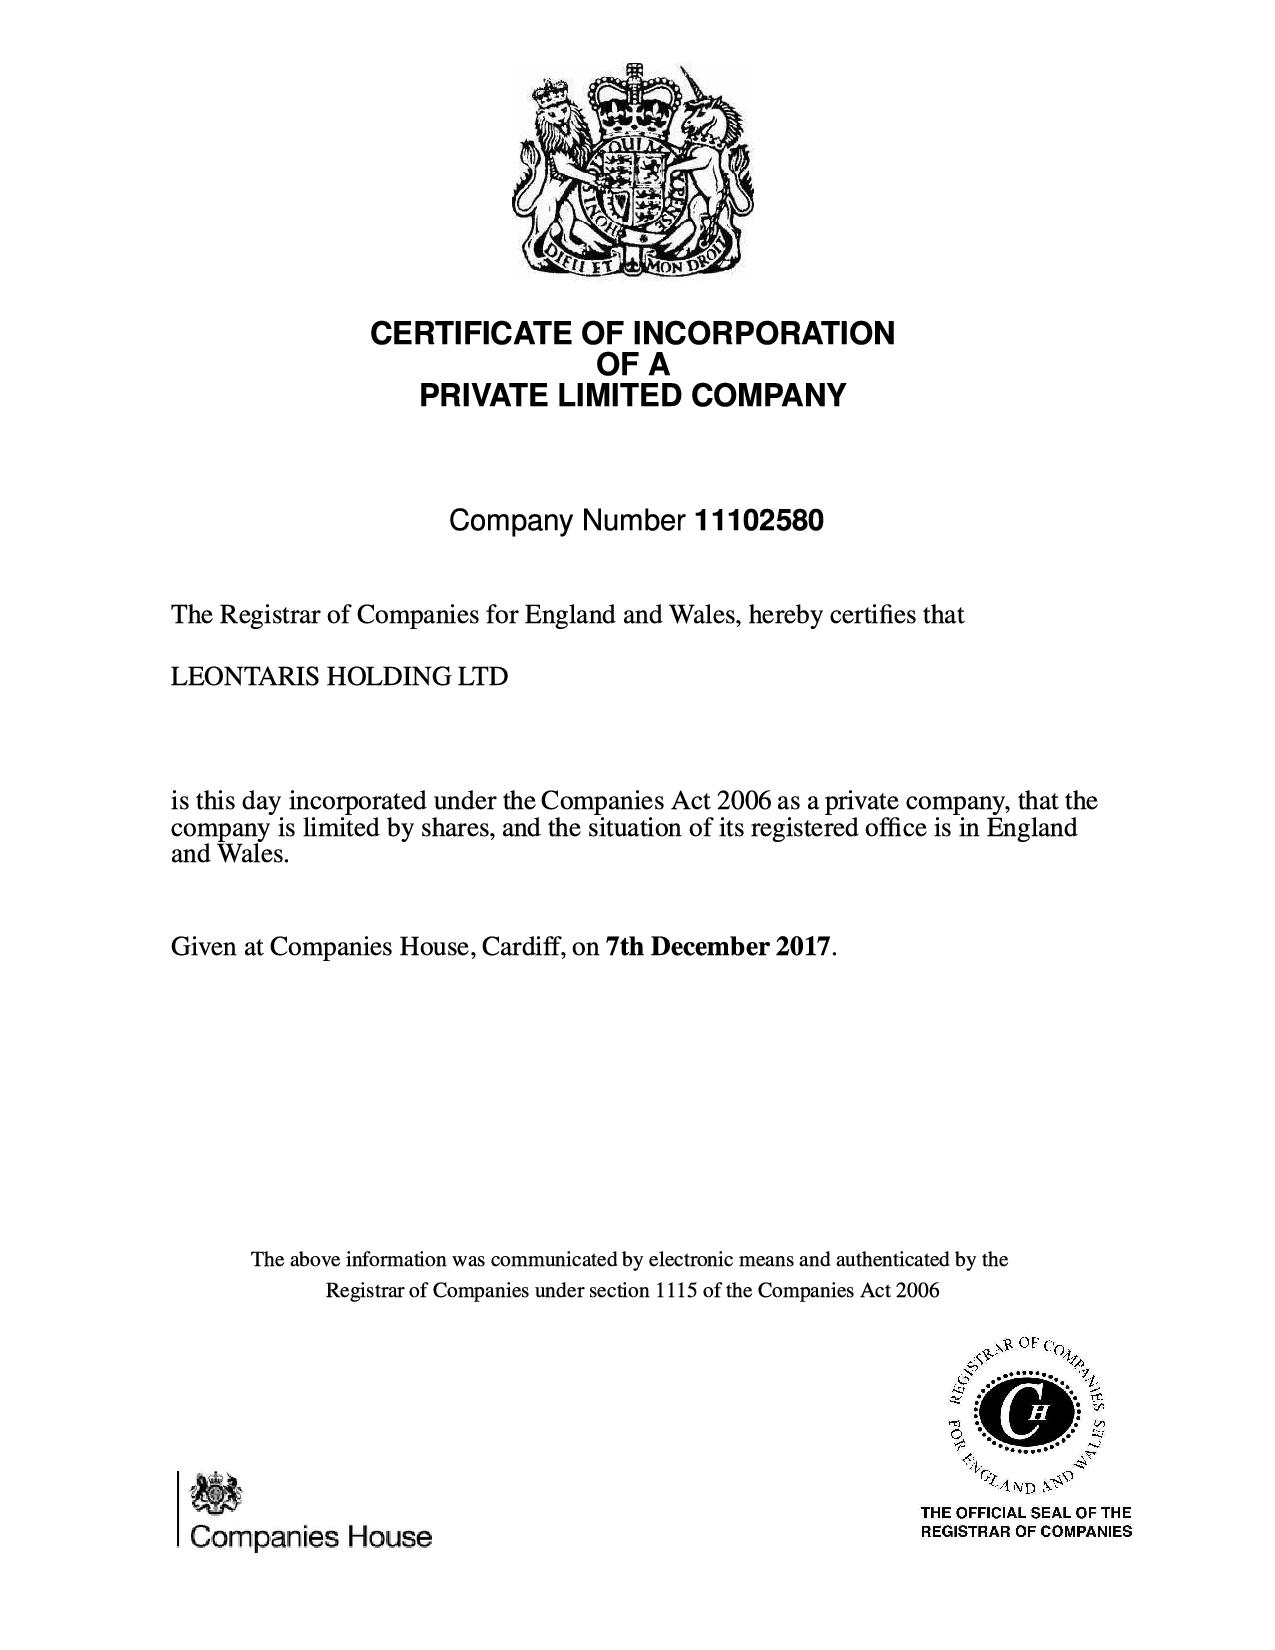 HONI SOIT QUI MAL Y PENSE
DIEU ET MON DROIT
CERTIFICATE OF INCORPORATION
OF A
PRIVATE LIMITED COMPANY
Company Number 11102580
The Registrar of Companies for England and Wales, hereby certifies that
LEONTARIS HOLDING LTD
is this day incorporated under the Companies Act 2006 as a private company, that the
company is limited by shares, and the situation of its registered office is in England
and Wales.
Given at Companies House, Cardiff, on 7th December 2017.
The above information was communicated by electronic means and authenticated by the
Registrar of Companies under section 1115 of the Companies Act 2006
REGISTRAR OF COMPANIES
FOR ENGLAND AND WALES
CH
THE OFFICIAL SEAL OF THE
REGISTRAR OF COMPANIES
Companies House